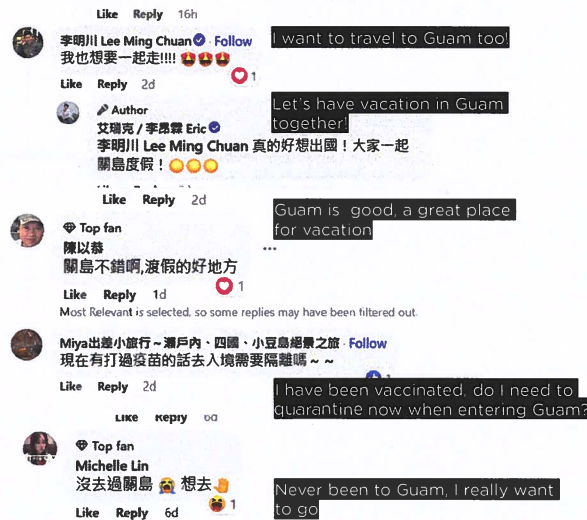 Like Reply 16h
李明川 Lee Ming Chuan · Follow
我也想要一起走!!!!
1
Like Reply 2d
I want to travel to Guam too!
Author
艾瑞克 / 李昂霖 Eric
李明川 Lee Ming Chuan 真的好想出國！大家一起
關島度假！
Let's have vacation in Guam
together!
Like Reply 2d
Top fan
陳以恭
關島不錯啊,渡假的好地方
1
Like Reply 1d
Guam is good, a great place
for vacation
Most Relevant is selected, so some replies may have been filtered out.
Miya出差小旅行～瀨戶內、四國、小豆島絕景之旅 · Follow
現在有打過疫苗的話去入境需要隔離嗎～～
Like Reply 2d
I have been vaccinated, do I need to
quarantine now when entering Guam?
Like Reply 6d
Top fan
Michelle Lin
沒去過關島 想去
1
Like Reply 6d
Never been to Guam, I really want
to go